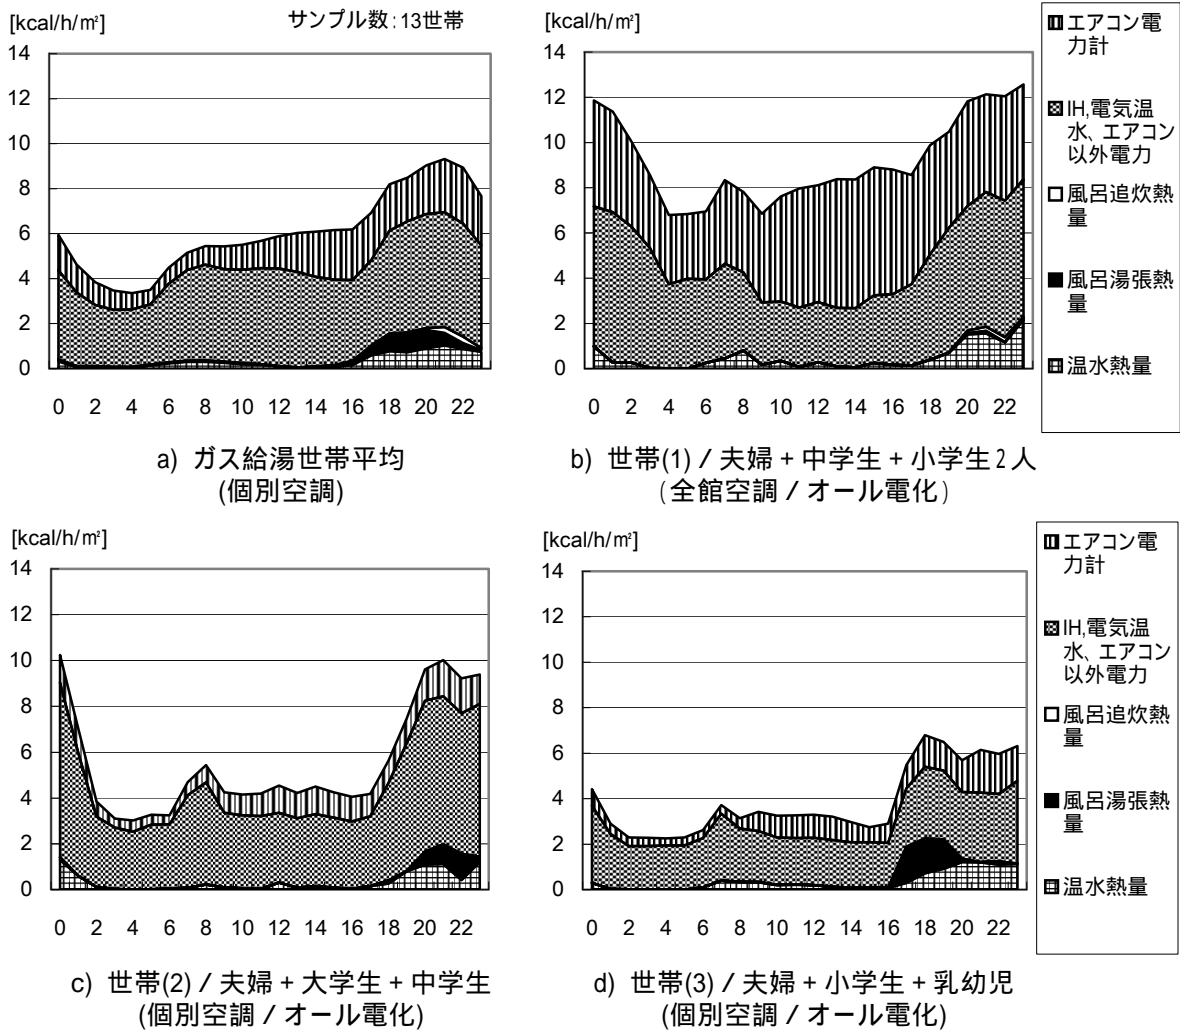 [kcal/h/㎡]
サンプル数：13世帯
14
12
10
8
6
4
2
0
0 2 4 6 8 10 12 14 16 18 20 22
a) ガス給湯世帯平均
(個別空調)
[kcal/h/㎡]
14
12
10
8
6
4
2
0
0 2 4 6 8 10 12 14 16 18 20 22
b) 世帯(1) / 夫婦 + 中学生 + 小学生2人
(全館空調 / オール電化)
エアコン電
力計
IH,電気温
水、エアコン
以外電力
風呂追炊熱
量
風呂湯張熱
量
温水熱量
[kcal/h/㎡]
14
12
10
8
6
4
2
0
0 2 4 6 8 10 12 14 16 18 20 22
c) 世帯(2) / 夫婦 + 大学生 + 中学生
(個別空調 / オール電化)
[kcal/h/㎡]
14
12
10
8
6
4
2
0
0 2 4 6 8 10 12 14 16 18 20 22
d) 世帯(3) / 夫婦 + 小学生 + 乳幼児
(個別空調 / オール電化)
エアコン電
力計
IH,電気温
水、エアコン
以外電力
風呂追炊熱
量
風呂湯張熱
量
温水熱量